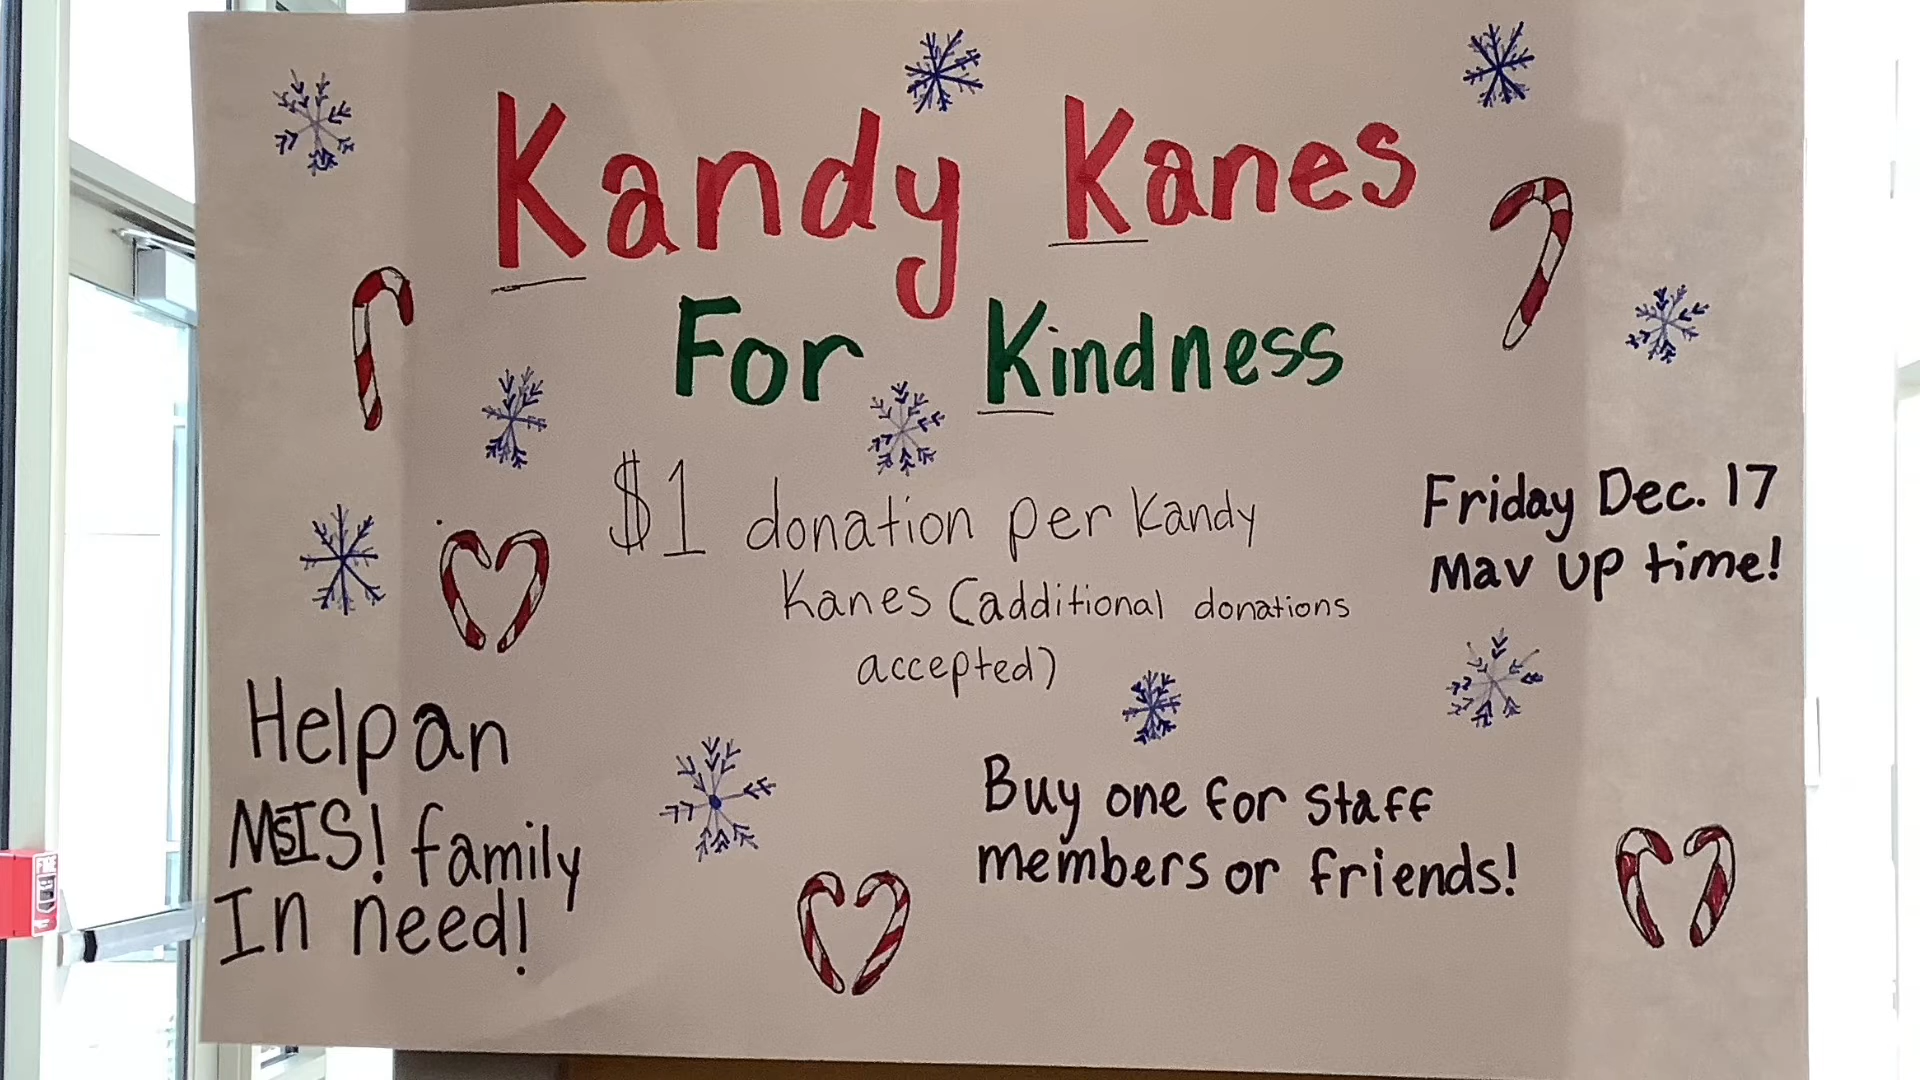 Kandy Kanes
For Kindness
$1 donation per Kandy
Kanes (additional donations
accepted)
Friday Dec. 17
Mav Up time!
Help an
MSIS! family
In need!
Buy one for staff
members or friends!
FIRE